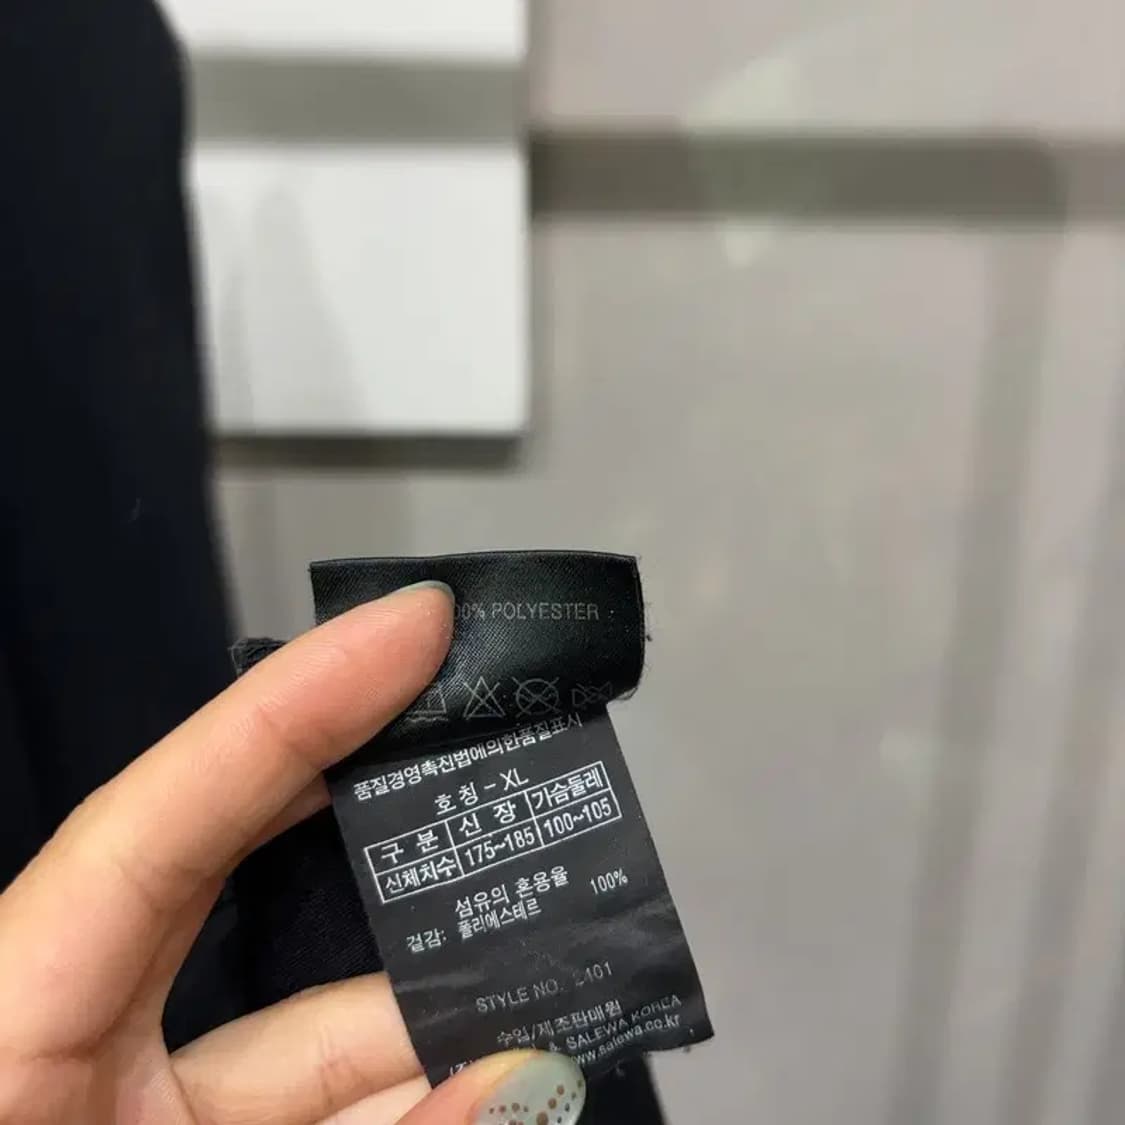 00% POLYESTER
품질경영촉진법에의한품질표시
호칭 - XL
구 분 신 장 가슴둘레
신체치수 175~185 100~105
섬유의 혼용율
겉감: 폴리에스테르 100%
STYLE NO.
수입/제조판매원
& SALEWA KOREA
www.salewa.co.kr